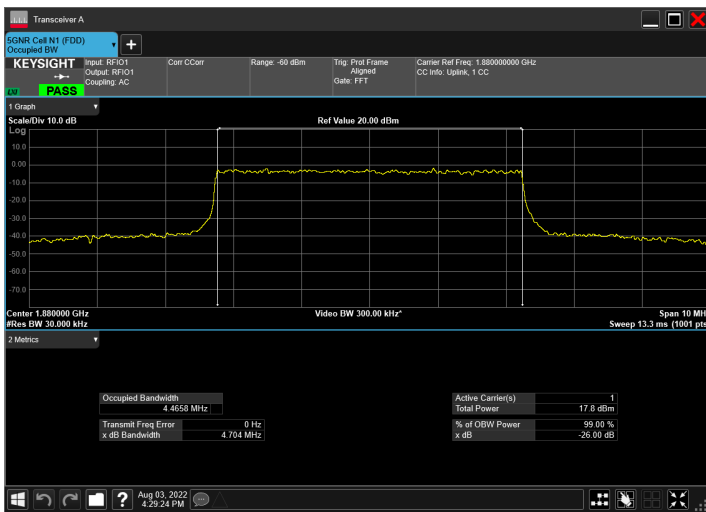 Transceiver A
5GNR Cell N1 (FDD)
Occupied BW
KEYSIGHT
LXI
PASS
Input: RFIO1
Output: RFIO1
Coupling: AC
Corr CCorr
Range: -60 dBm
Trig: Prot Frame
Aligned
Gate: FFT
Carrier Ref Freq: 1.880000000 GHz
CC Info: Uplink, 1 CC
1 Graph
Scale/Div 10.0 dB
Ref Value 20.00 dBm
Log
10.0
0.00
-10.0
-20.0
-30.0
-40.0
-50.0
-60.0
-70.0
Center 1.880000 GHz
Video BW 300.00 kHz*
Span 10 MH
#Res BW 30.000 kHz
Sweep 13.3 ms (1001 pts
2 Metrics
Occupied Bandwidth
4.4658 MHz
Transmit Freq Error 0 Hz
x dB Bandwidth 4.704 MHz
Active Carrier(s) 1
Total Power 17.8 dBm
% of OBW Power 99.00 %
x dB -26.00 dB
Aug 03, 2022
4:29:24 PM